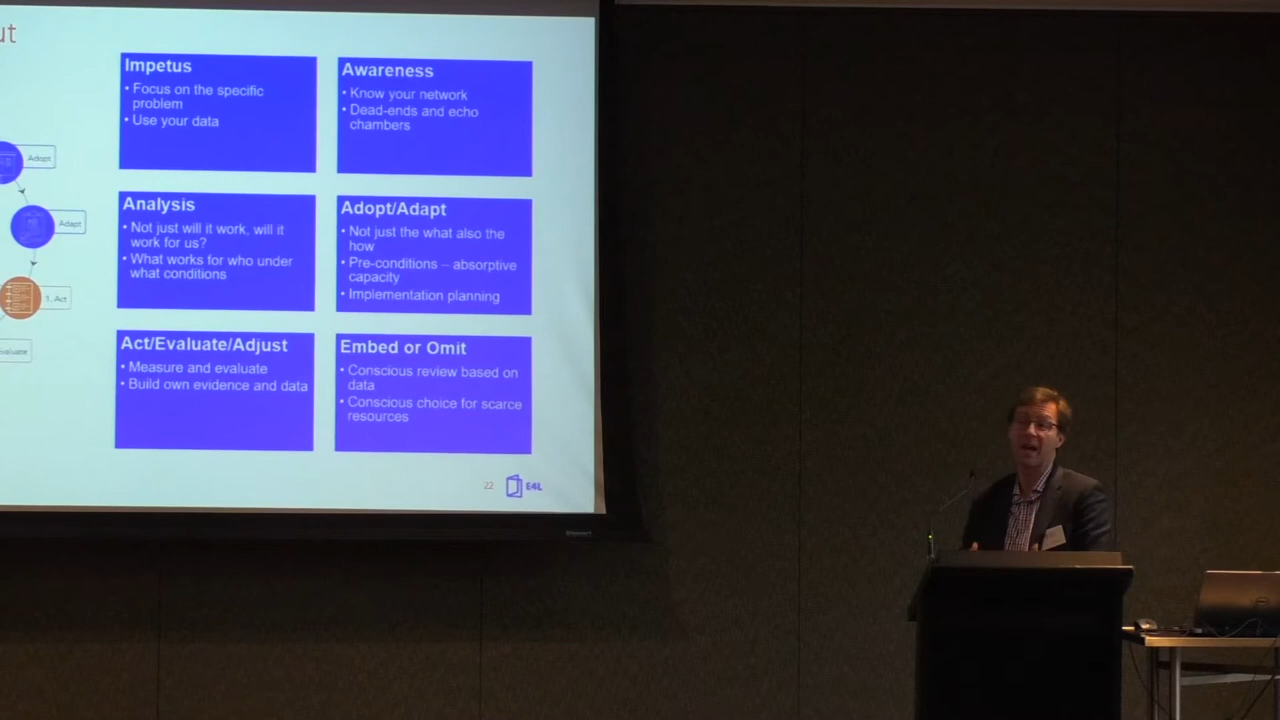 ut
Adopt
Adapt
1. Act
valuate
Impetus
• Focus on the specific
problem
• Use your data
Awareness
• Know your network
• Dead-ends and echo
chambers
Analysis
• Not just will it work, will it
work for us?
• What works for who under
what conditions
Adopt/Adapt
• Not just the what also the
how
• Pre-conditions – absorptive
capacity
• Implementation planning
Act/Evaluate/Adjust
• Measure and evaluate
• Build own evidence and data
Embed or Omit
• Conscious review based on
data
• Conscious choice for scarce
resources
22
E4L